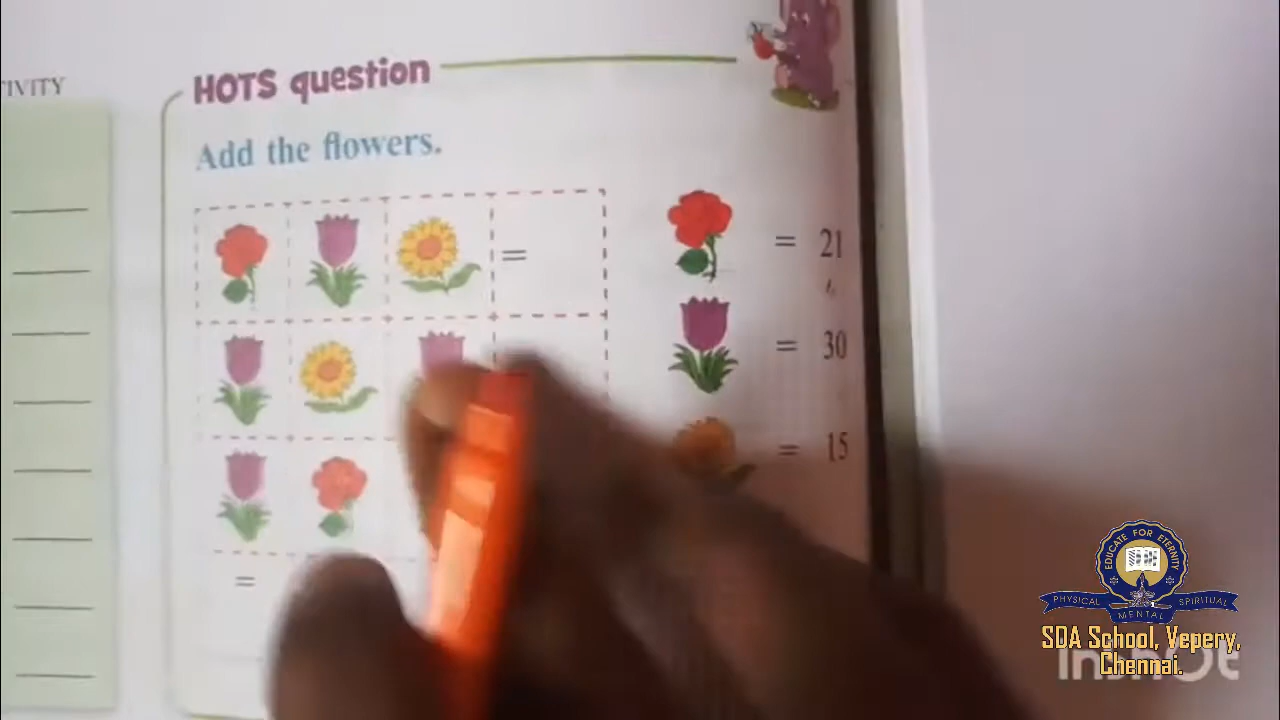 TIVITY
HOTS question
Add the flowers.
=
= 21
= 30
= 15
=
EDUCATE FOR ETERNITY
PHYSICAL MENTAL SPIRITUAL
SDA School, Vepery,
Chennai.